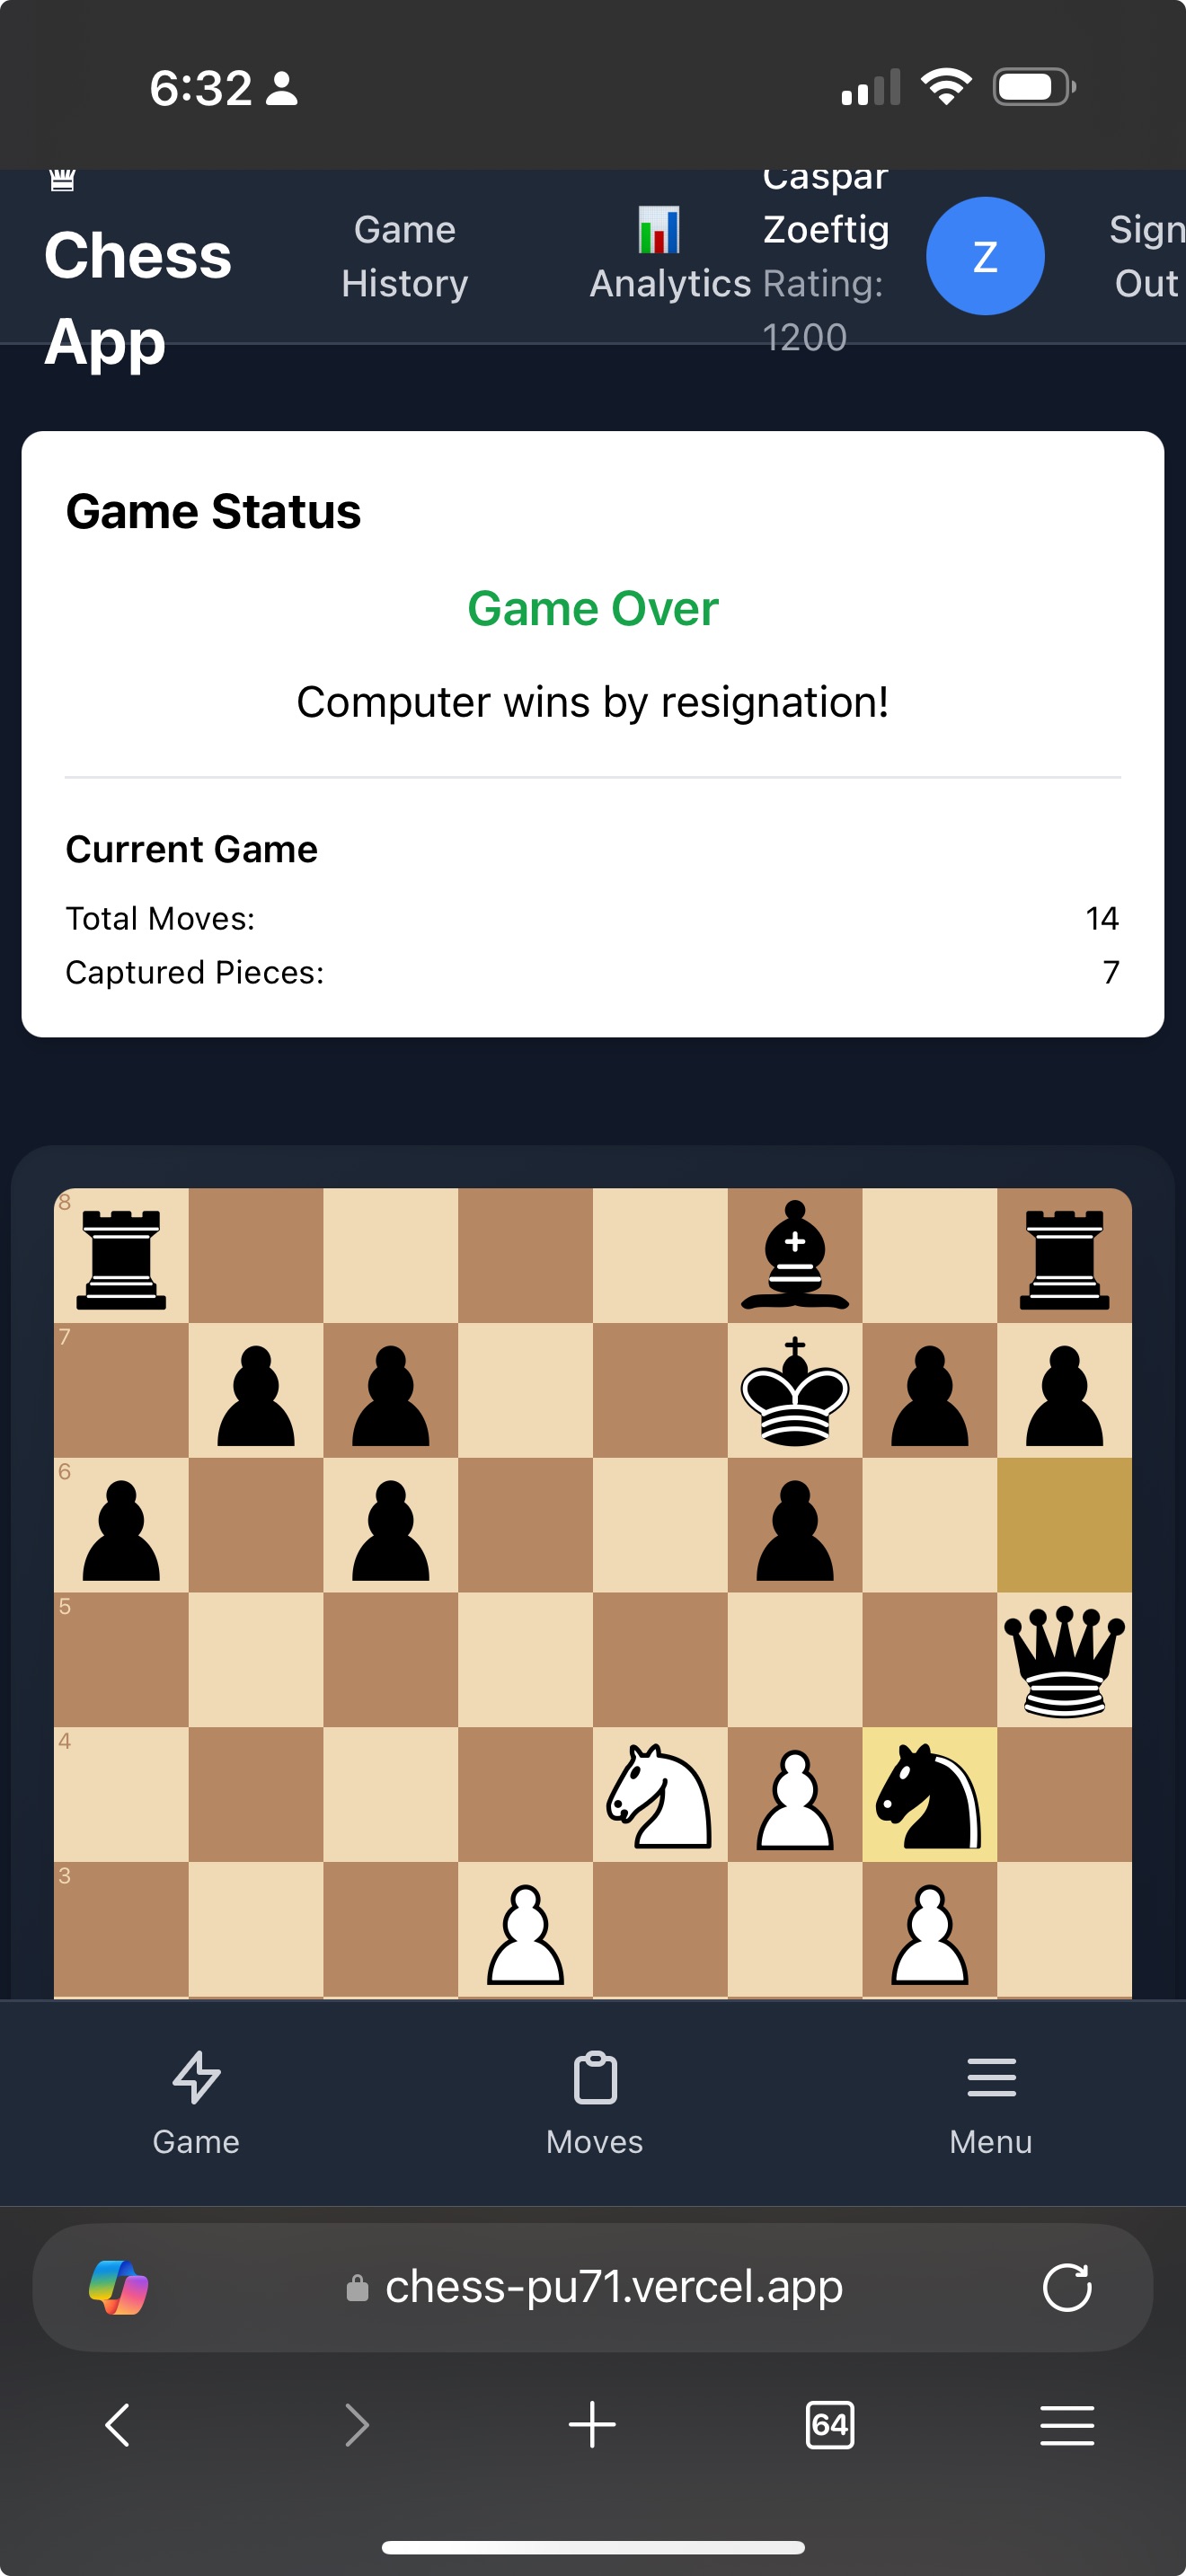 6:32
Chess
App
Game
History
Analytics
Caspar
Zoeftig
Rating:
1200
Z
Sign
Out
Game Status
Game Over
Computer wins by resignation!
Current Game
Total Moves: 14
Captured Pieces: 7
8
7
6
5
4
3
Game
Moves
Menu
chess-pu71.vercel.app
64